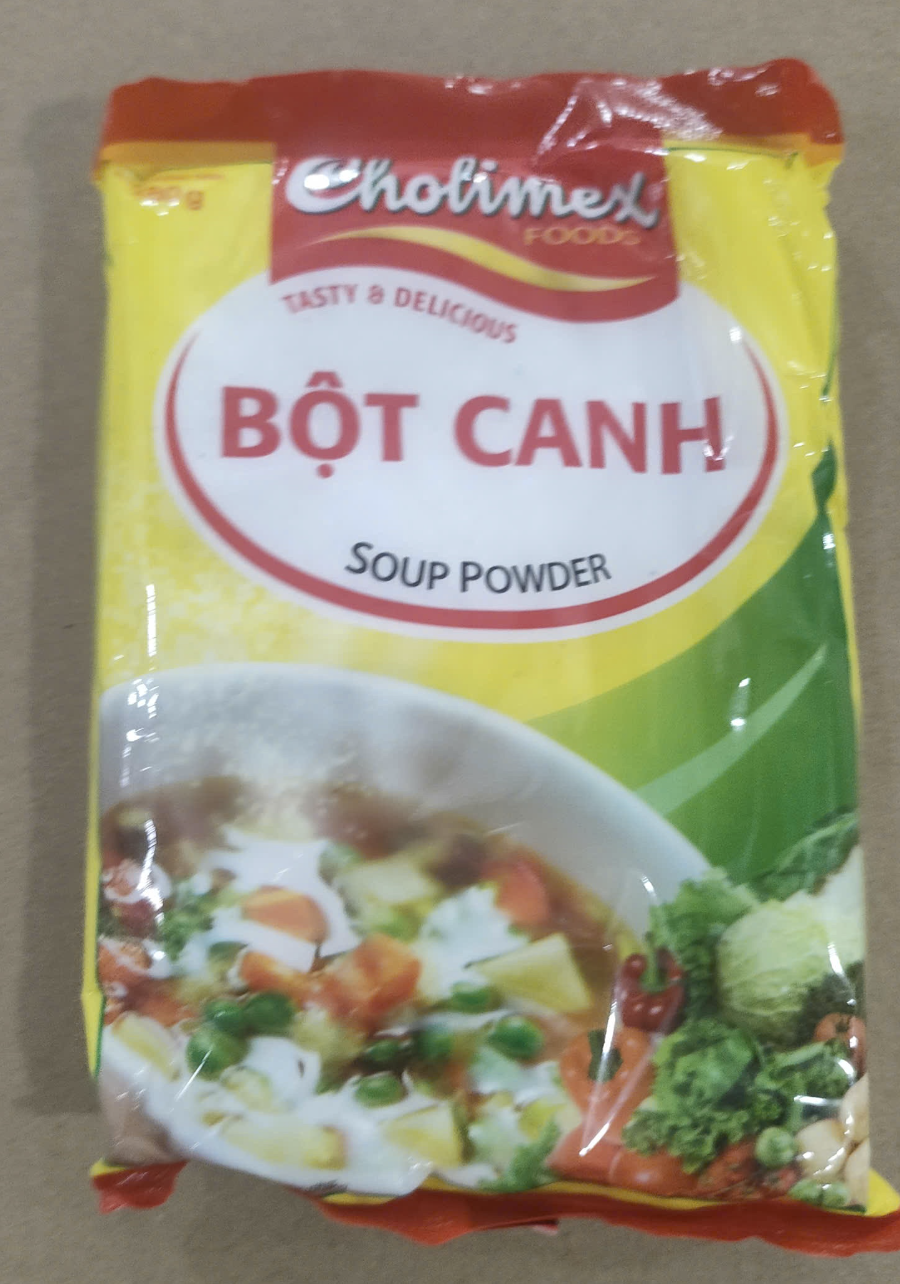 Cholimex
FOODS
TASTY & DELICIOUS
BỘT CANH
SOUP POWDER